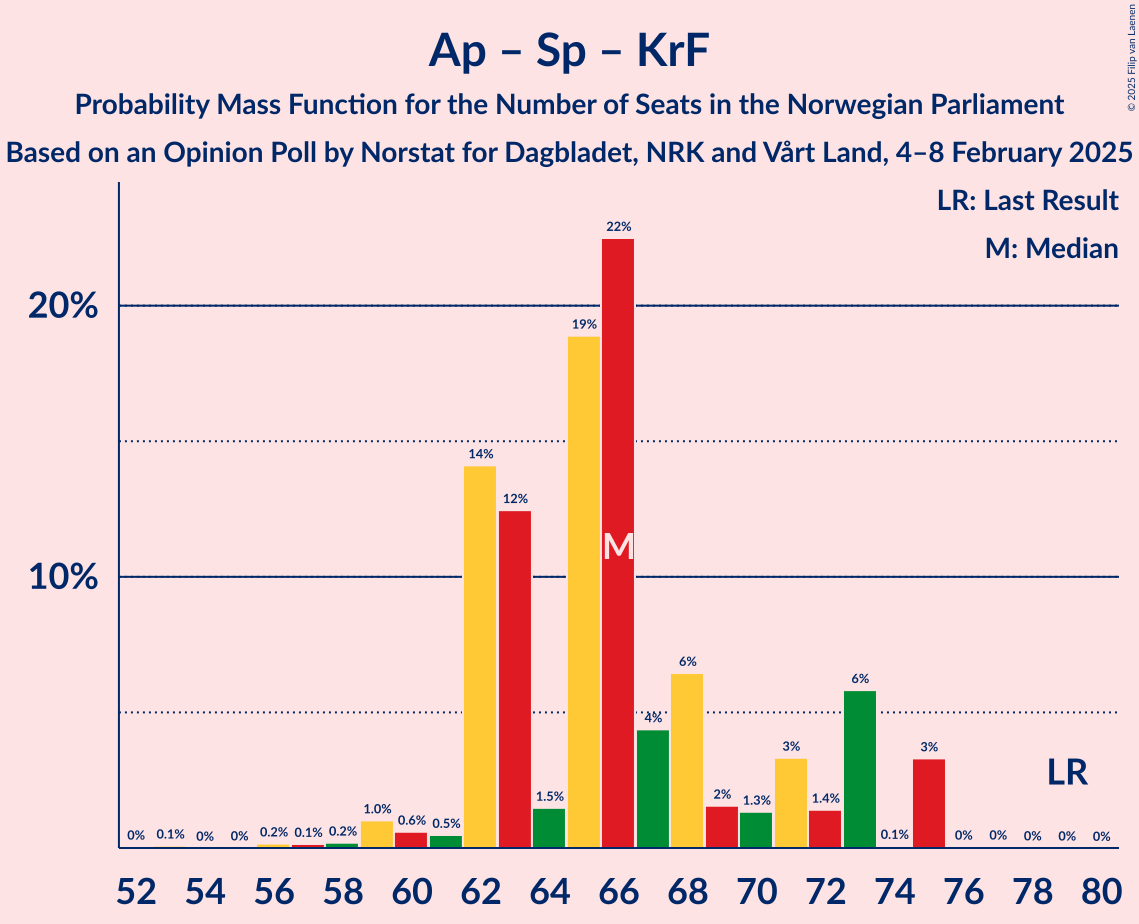 Ap – Sp – KrF
Probability Mass Function for the Number of Seats in the Norwegian Parliament
Based on an Opinion Poll by Norstat for Dagbladet, NRK and Vårt Land, 4–8 February 2025
© 2025 Filip van Laenen
LR: Last Result
M: Median
20%
10%
0% 0.1% 0% 0% 0.2% 0.1% 0.2% 1.0% 0.6% 0.5% 14% 12% 1.5% 19% 22% 4% 6% 2% 1.3% 3% 1.4% 6% 0.1% 3% 0% 0% 0% 0% 0%
M
LR
52 54 56 58 60 62 64 66 68 70 72 74 76 78 80